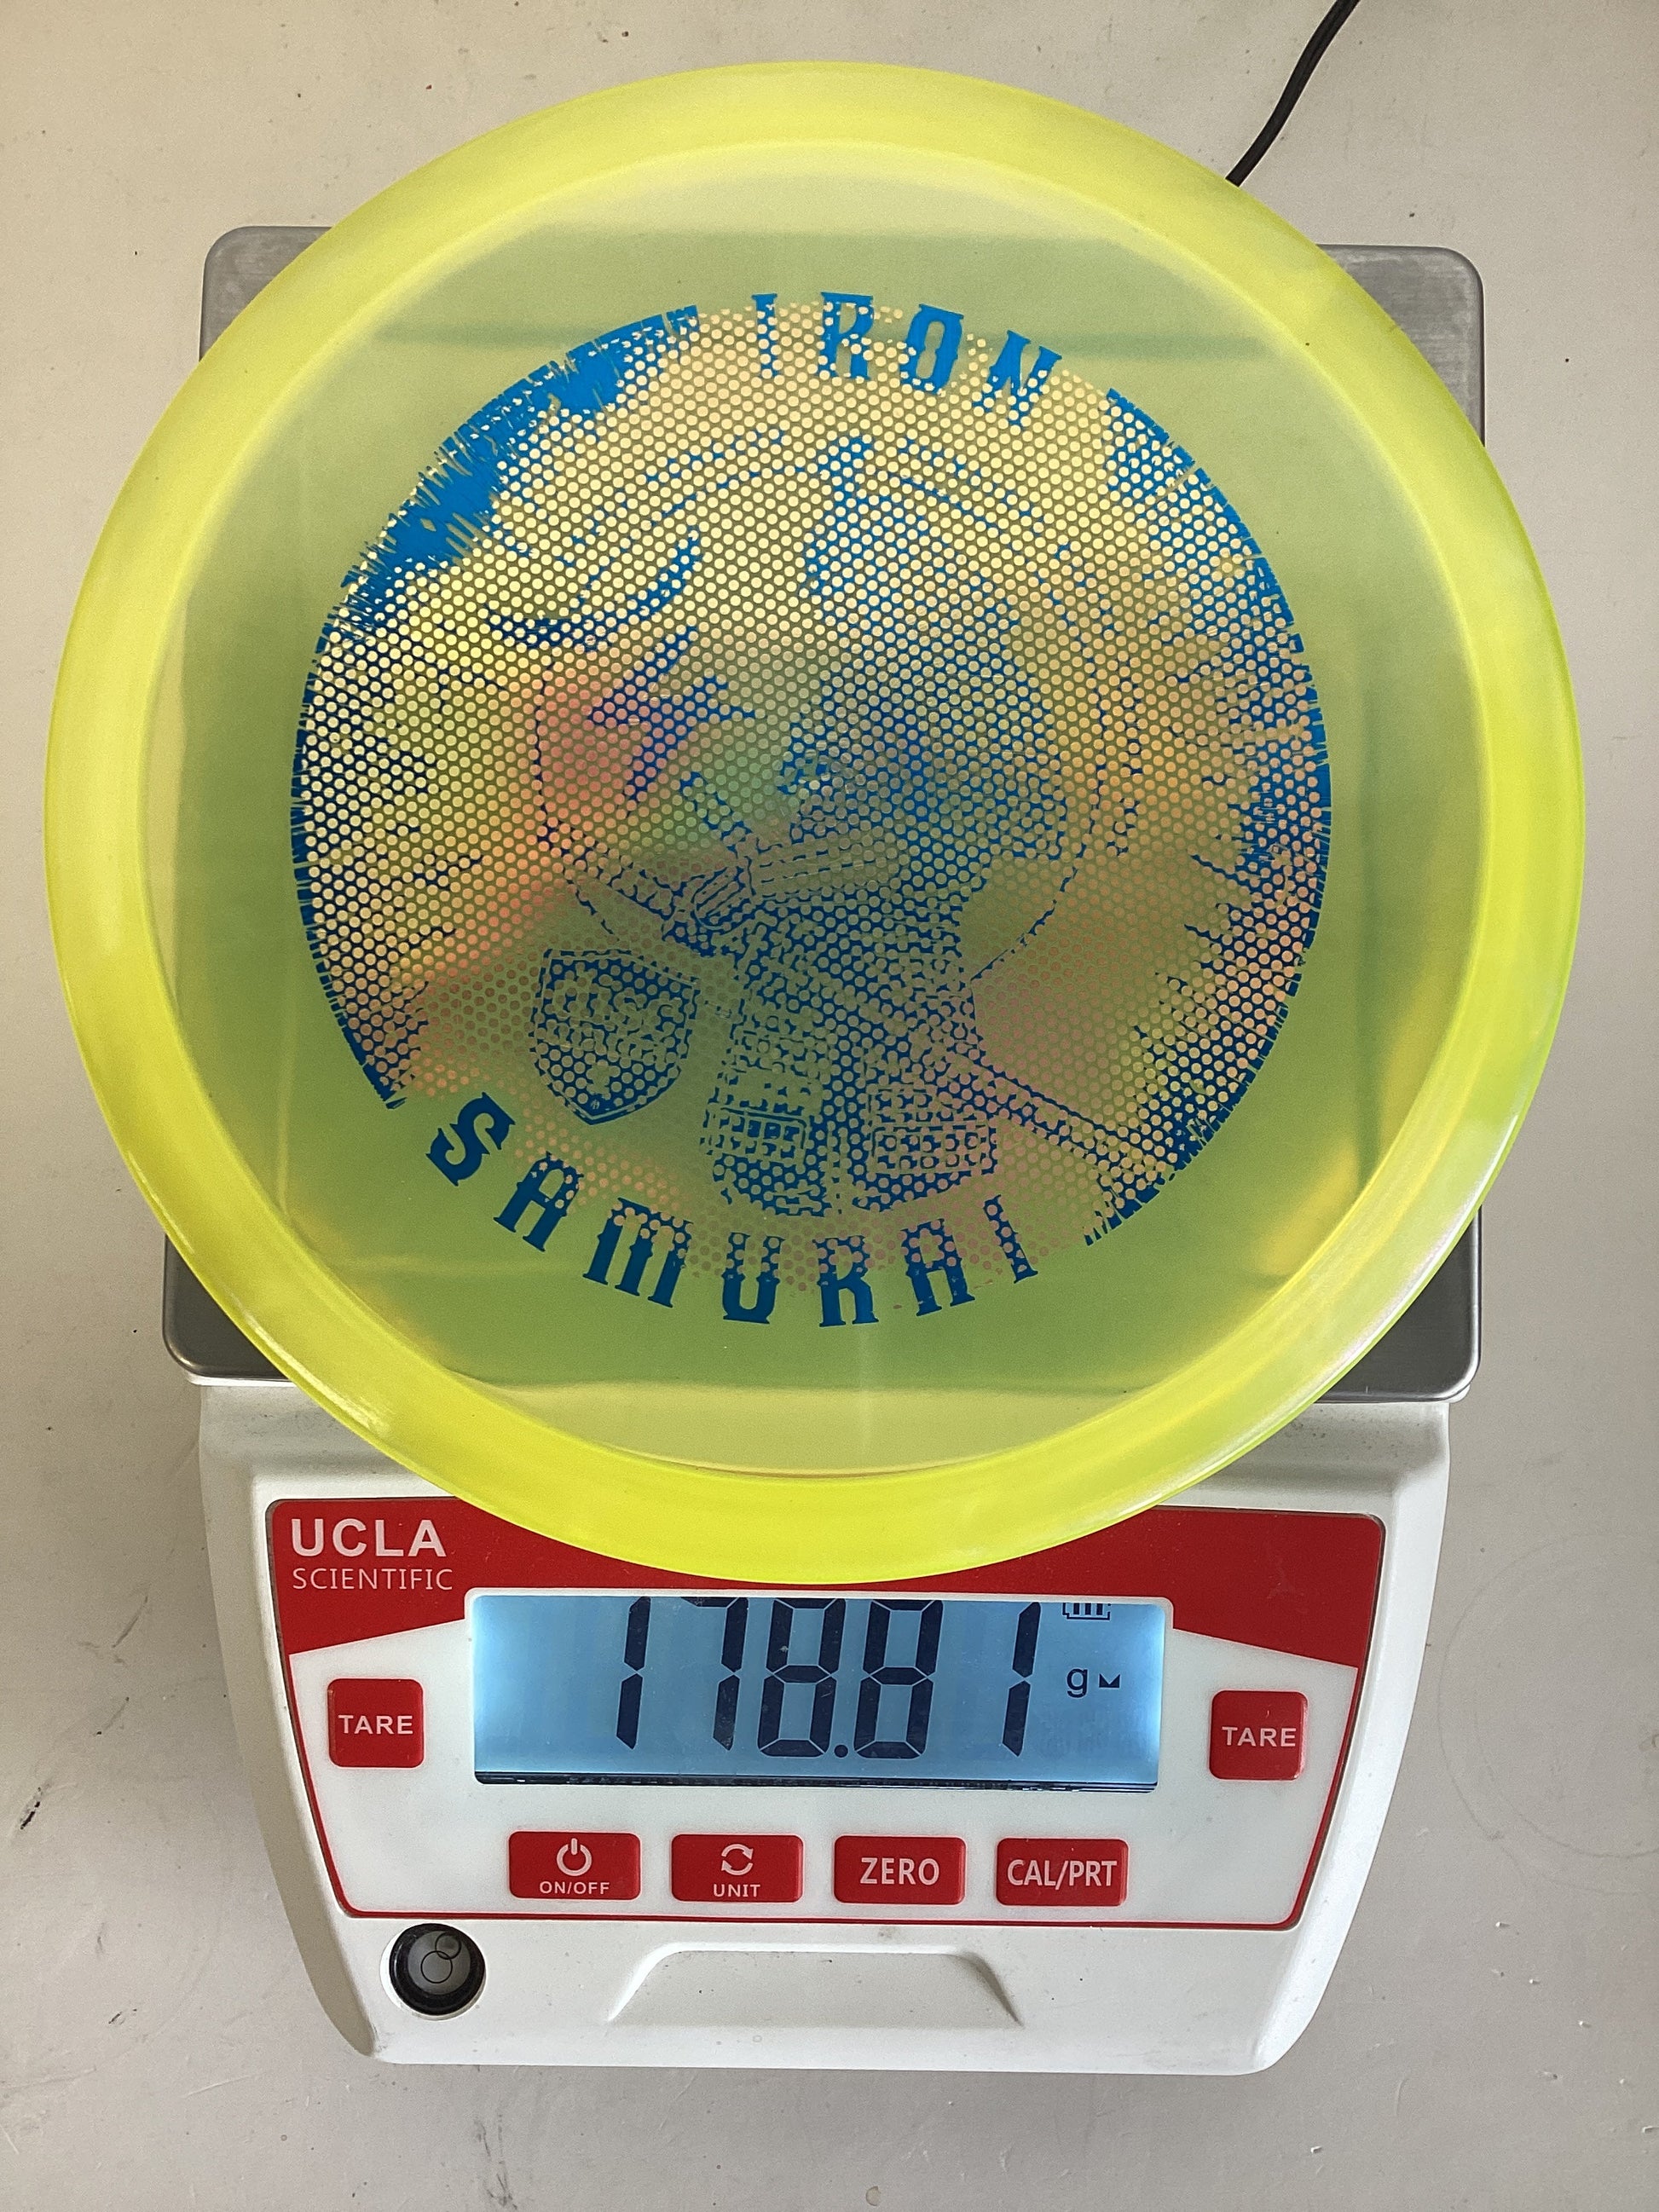 IRON
SAMURAI
UCLA
SCIENTIFIC
178.81
g
TARE
TARE
ON/OFF
UNIT
ZERO
CAL/PRT